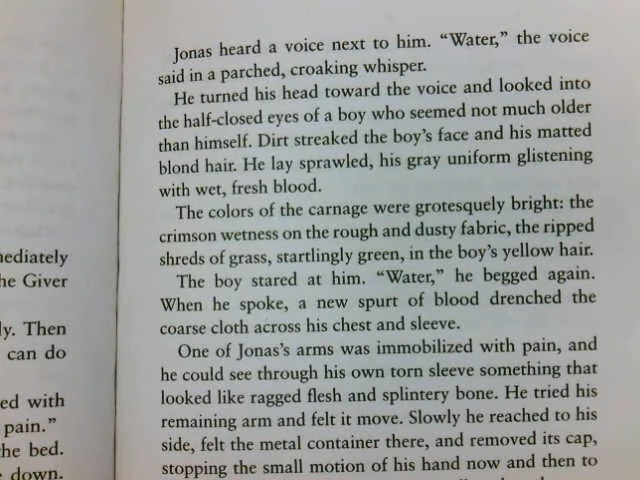 he Giver
ly. Then
can do
ed with
pain."
he bed.
down.
Jonas heard a voice next to him. "Water," the voice
said in a parched, croaking whisper.
He turned his head toward the voice and looked into
the half-closed eyes of a boy who seemed not much older
than himself. Dirt streaked the boy's face and his matted
blond hair. He lay sprawled, his gray uniform glistening
with wet, fresh blood.
The colors of the carnage were grotesquely bright: the
crimson wetness on the rough and dusty fabric, the ripped
shreds of grass, startlingly green, in the boy's yellow hair.
The boy stared at him. "Water," he begged again.
When he spoke, a new spurt of blood drenched the
coarse cloth across his chest and sleeve.
One of Jonas's arms was immobilized with pain, and
he could see through his own torn sleeve something that
looked like ragged flesh and splintery bone. He tried his
remaining arm and felt it move. Slowly he reached to his
side, felt the metal container there, and removed its cap,
stopping the small motion of his hand now and then to